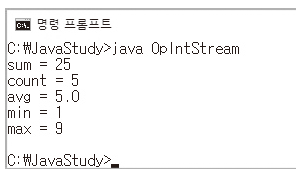 C:\ 명령 프롬프트
C:₩JavaStudy>java OpIntStream
sum = 25
count = 5
avg = 5.0
min = 1
max = 9
C:₩JavaStudy>_